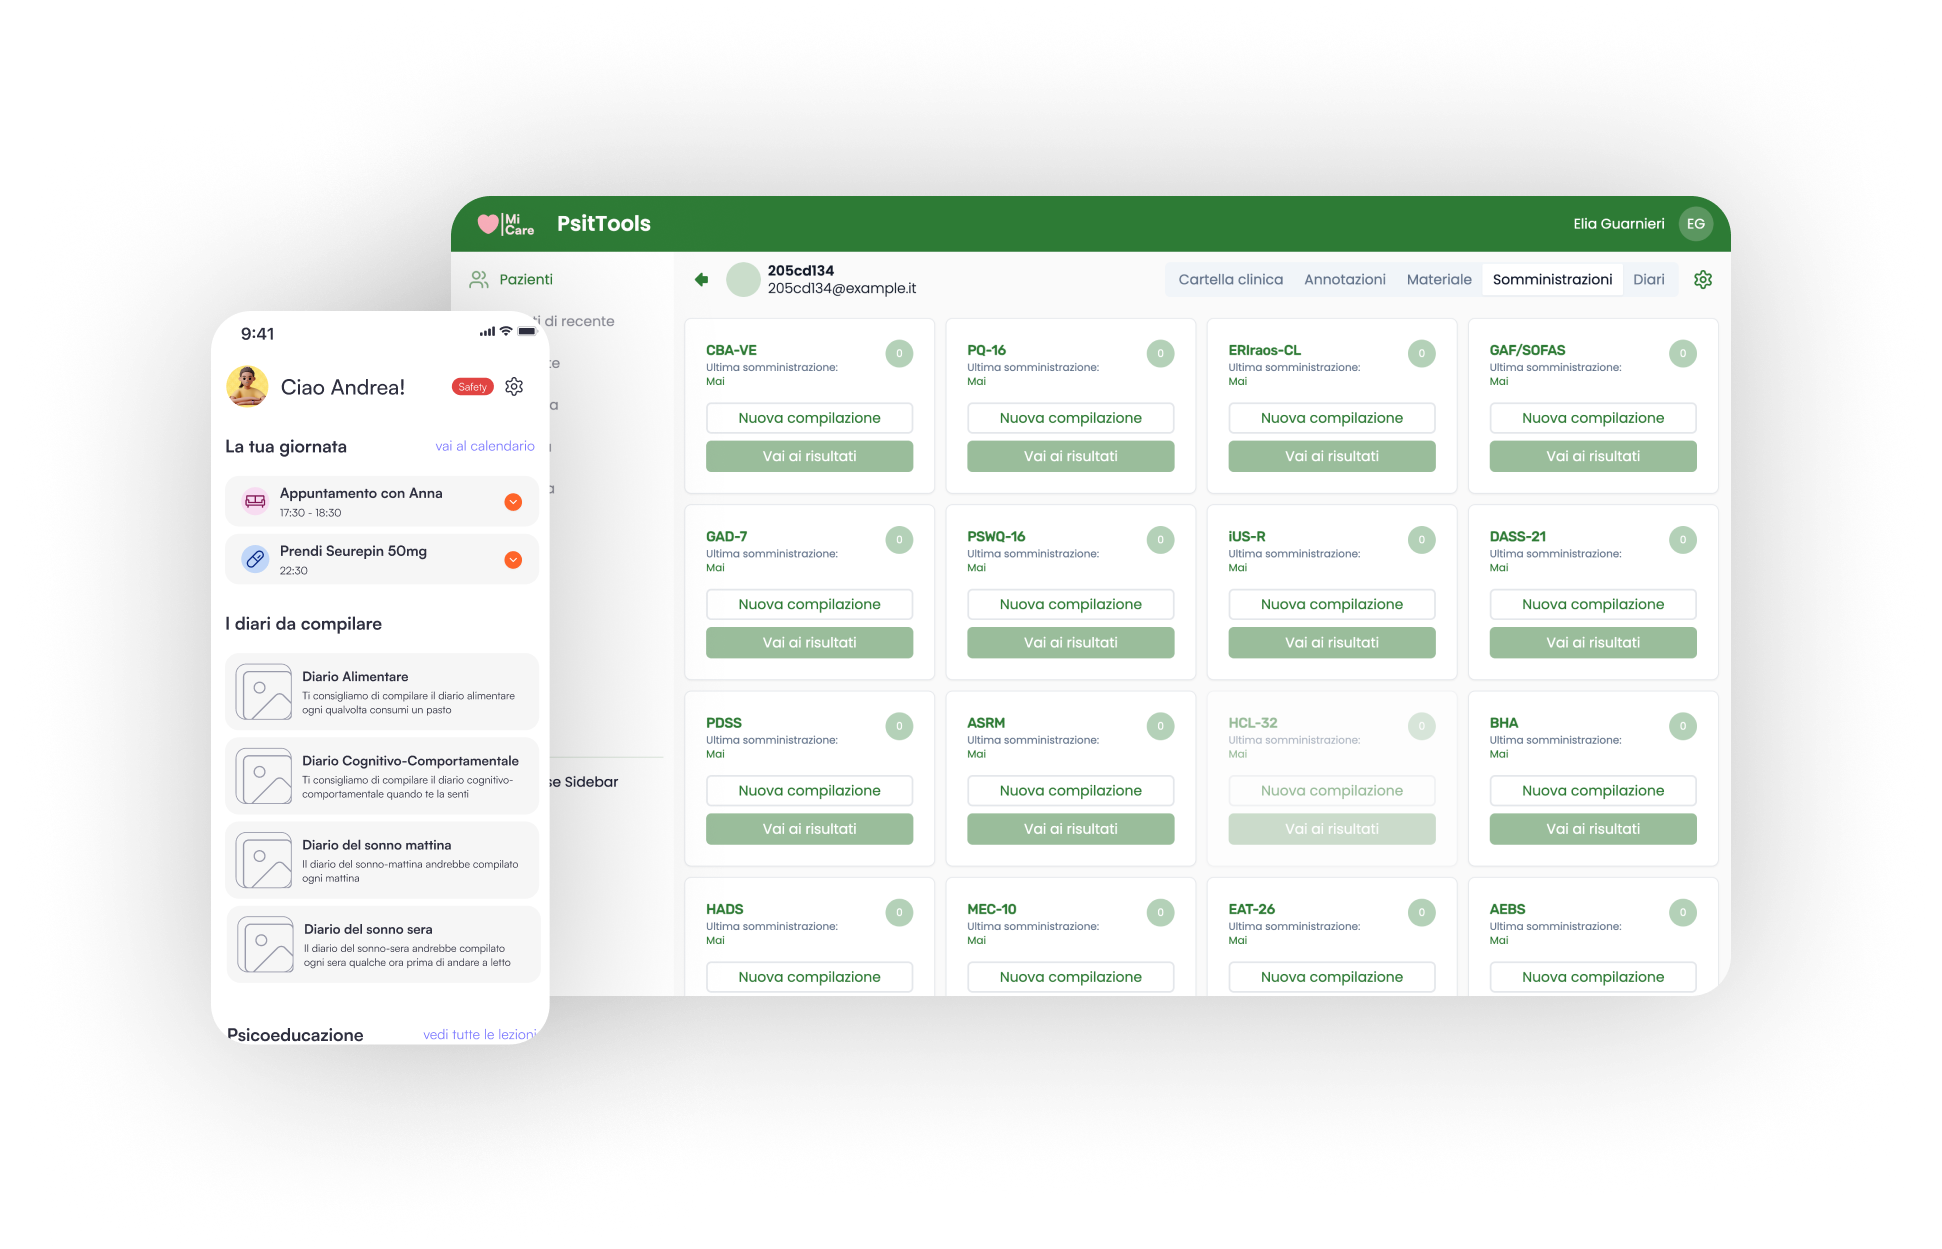 Mi
Care
PsitTools
Elia Guarnieri
EG
Pazienti
di recente
Sidebar
205cd134
205cd134@example.it
Cartella clinica
Annotazioni
Materiale
Somministrazioni
Diari
CBA-VE
0
Ultima somministrazione:
Mai
Nuova compilazione
Vai ai risultati
PQ-16
0
Ultima somministrazione:
Mai
Nuova compilazione
Vai ai risultati
ERIraos-CL
0
Ultima somministrazione:
Mai
Nuova compilazione
Vai ai risultati
GAF/SOFAS
0
Ultima somministrazione:
Mai
Nuova compilazione
Vai ai risultati
GAD-7
0
Ultima somministrazione:
Mai
Nuova compilazione
Vai ai risultati
PSWQ-16
0
Ultima somministrazione:
Mai
Nuova compilazione
Vai ai risultati
iUS-R
0
Ultima somministrazione:
Mai
Nuova compilazione
Vai ai risultati
DASS-21
0
Ultima somministrazione:
Mai
Nuova compilazione
Vai ai risultati
PDSS
0
Ultima somministrazione:
Mai
Nuova compilazione
Vai ai risultati
ASRM
0
Ultima somministrazione:
Mai
Nuova compilazione
Vai ai risultati
HCL-32
0
Ultima somministrazione:
Mai
Nuova compilazione
Vai ai risultati
BHA
0
Ultima somministrazione:
Mai
Nuova compilazione
Vai ai risultati
HADS
0
Ultima somministrazione:
Mai
Nuova compilazione
MEC-10
0
Ultima somministrazione:
Mai
Nuova compilazione
EAT-26
0
Ultima somministrazione:
Mai
Nuova compilazione
AEBS
0
Ultima somministrazione:
Mai
Nuova compilazione
9:41
Ciao Andrea!
Safety
La tua giornata
vai al calendario
Appuntamento con Anna
17:30 - 18:30
Prendi Seurepin 50mg
22:30
I diari da compilare
Diario Alimentare
Ti consigliamo di compilare il diario alimentare
ogni qualvolta consumi un pasto
Diario Cognitivo-Comportamentale
Ti consigliamo di compilare il diario cognitivo-
comportamentale quando te la senti
Diario del sonno mattina
Il diario del sonno-mattina andrebbe compilato
ogni mattina
Diario del sonno sera
Il diario del sonno-sera andrebbe compilato
ogni sera qualche ora prima di andare a letto
Psicoeducazione
vedi tutte le lezioni